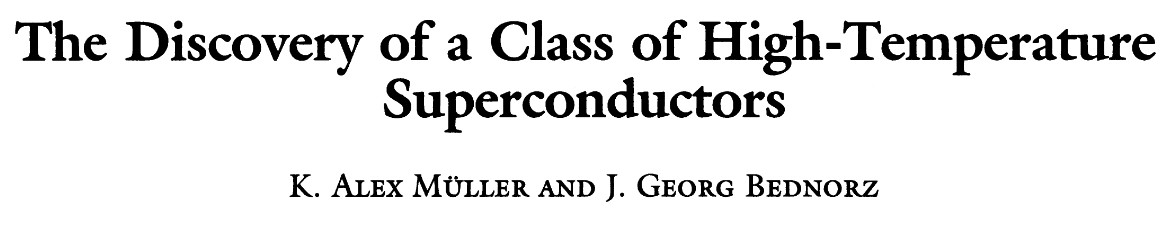 The Discovery of a Class of High-Temperature
Superconductors
K. ALEX MÜLLER AND J. GEORG BEDNORZ